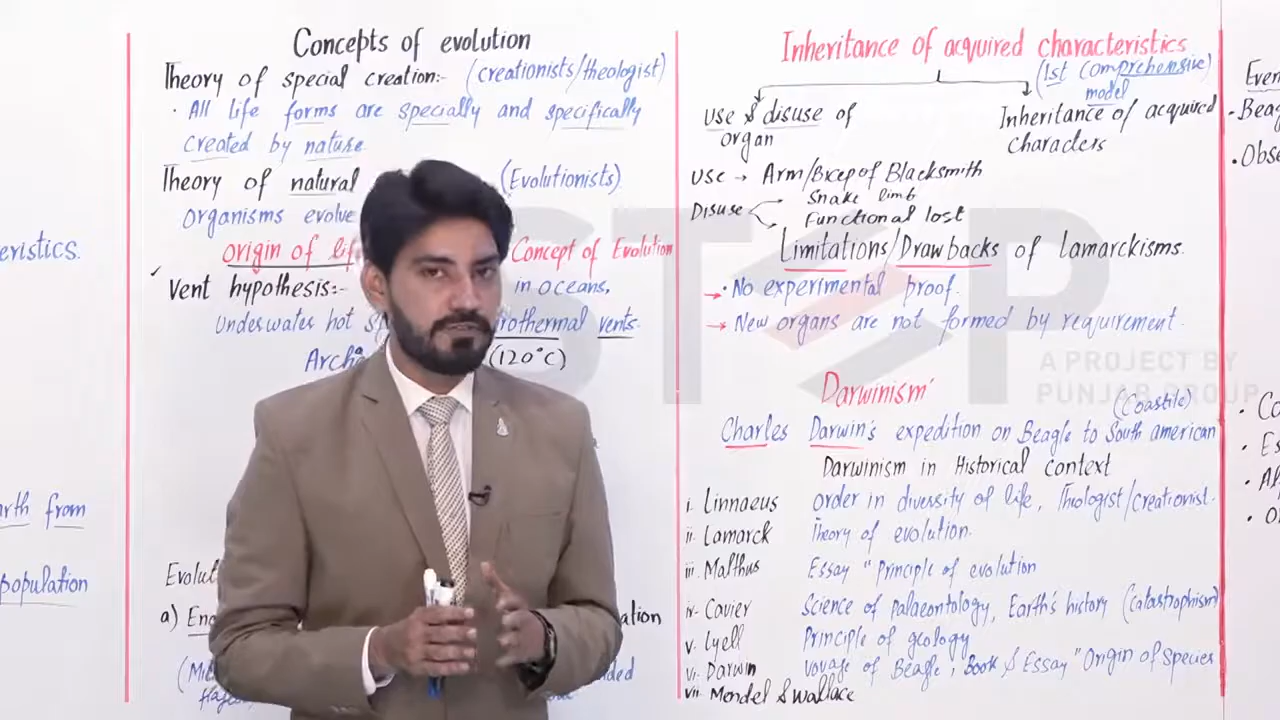 eristics.
arth from
population
Concepts of evolution
Theory of special creation:- (creationists/theologist)
· All life forms are specially and specifically
created by nature
Theory of natural (Evolutionists)
organisms evolve
origin of life Concept of Evolution
✓ Vent hypothesis:- in oceans,
Underwater hot vents.
(120°C)
a)
ation
Inheritance of acquired characteristics
(1st comprehensive)
model
Use & disuse of
organ
Inheritance of acquired
characters
Use → Arm/Bicep of Blacksmith
Disuse
Snake limb
Functional lost
Limitations/Drawbacks of lamarckisms.
→ · No experimental proof.
→ New organs are not formed by requirement.
Darwinism
(Coastile)
Charles Darwin's expedition on Beagle to South american
Darwinism in Historical context
i. Linnaeus order in diversity of life, Thiologist/creationist.
ii. Lamarck Theory of evolution.
iii. Malthus Essay "Principle of evolution
iv. Cavier Science of Palaeontology, Earth's history (catastrophism)
v. Lyell Principle of geology
vi. Darwin voyage of Beagle, Book & Essay "Origin of Species
vii. Mendel & wallace
STEP
A PROJECT BY
PUNJAB GROUP